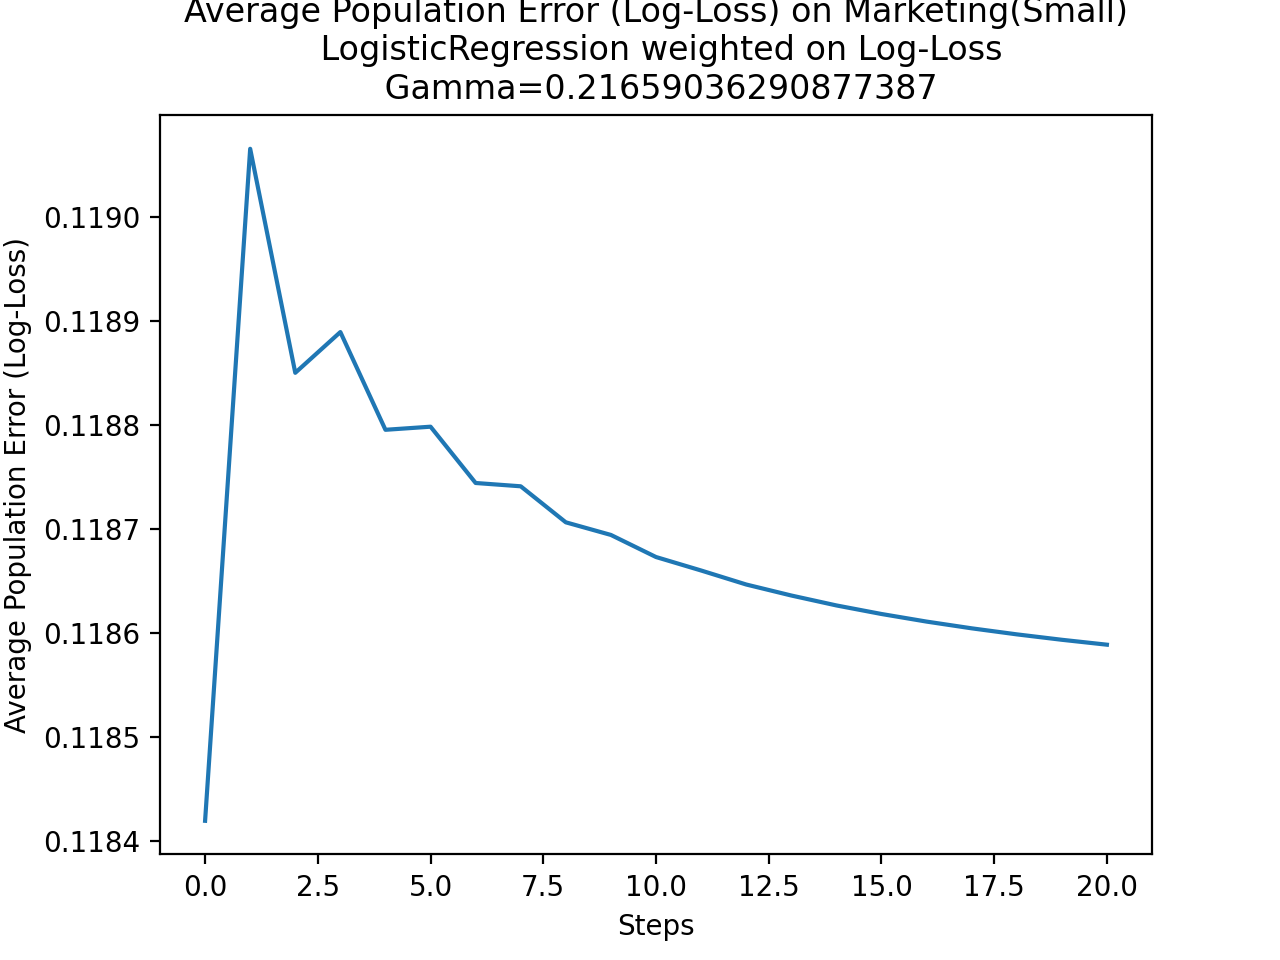 Average Population Error (Log-Loss) on Marketing(Small)
LogisticRegression weighted on Log-Loss
Gamma=0.21659036290877387
Average Population Error (Log-Loss)
0.1190
0.1189
0.1188
0.1187
0.1186
0.1185
0.1184
0.0 2.5 5.0 7.5 10.0 12.5 15.0 17.5 20.0
Steps